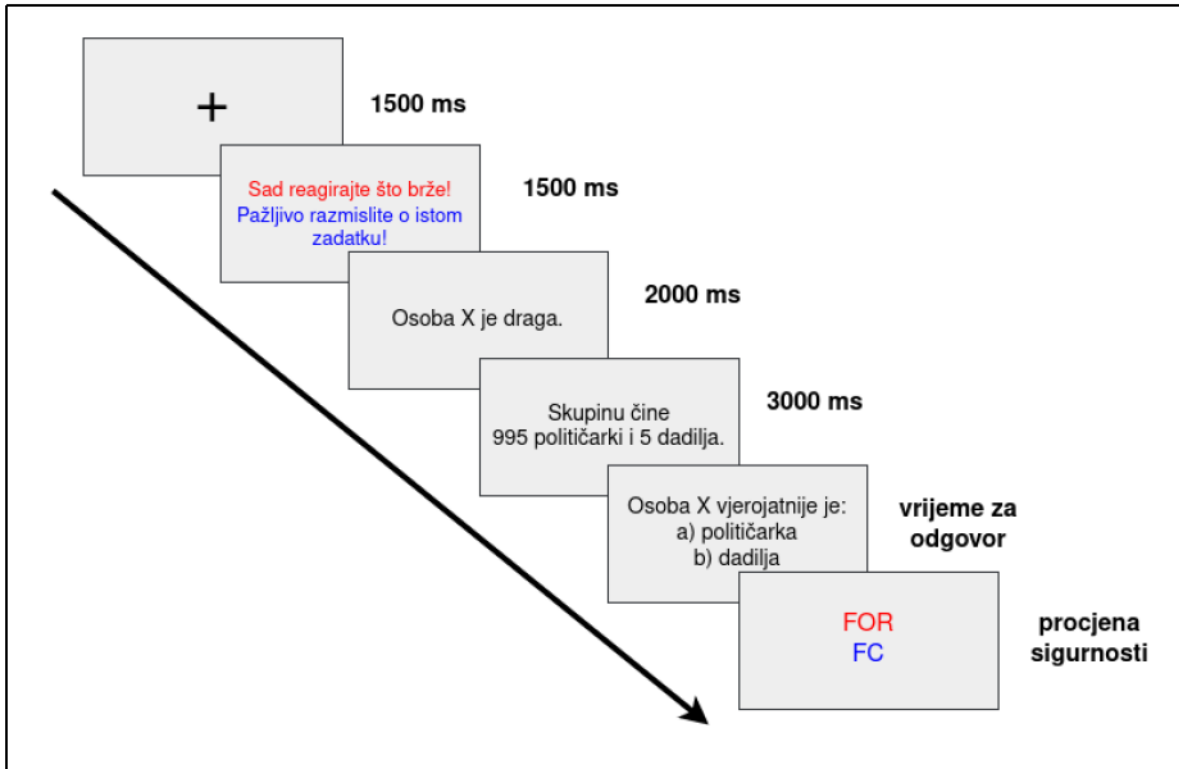 +
1500 ms
Sad reagirajte što brže!
Pažljivo razmislite o istom
zadatku!
1500 ms
Osoba X je draga.
2000 ms
Skupinu čine
995 političarki i 5 dadilja.
3000 ms
Osoba X vjerojatnije je:
a) političarka
b) dadilja
vrijeme za
odgovor
FOR
FC
procjena
sigurnosti